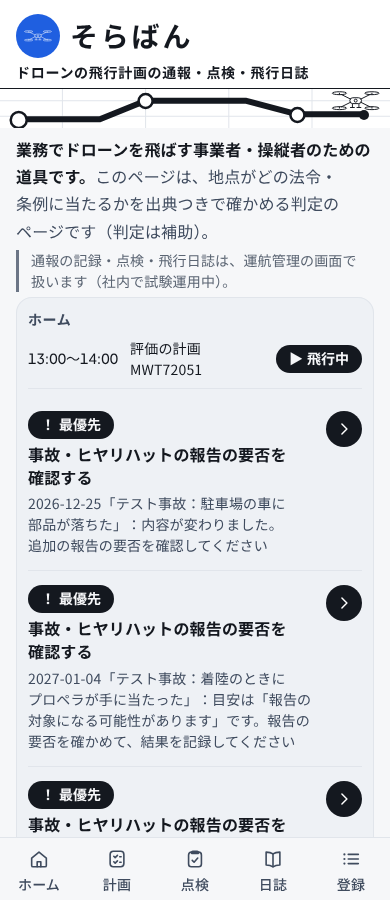 そらばん
ドローンの飛行計画の通報・点検・飛行日誌
業務でドローンを飛ばす事業者・操縦者のための
道具です。このページは、地点がどの法令・
条例に当たるかを出典つきで確かめる判定の
ページです（判定は補助）。
通報の記録・点検・飛行日誌は、運航管理の画面で
扱います（社内で試験運用中）。
ホーム
13:00〜14:00
評価の計画
MWT72051
▶ 飛行中
！ 最優先
事故・ヒヤリハットの報告の要否を
確認する
2026-12-25「テスト事故：駐車場の車に
部品が落ちた」：内容が変わりました。
追加の報告の要否を確認してください
！ 最優先
事故・ヒヤリハットの報告の要否を
確認する
2027-01-04「テスト事故：着陸のときに
プロペラが手に当たった」：目安は「報告の
対象になる可能性があります」です。報告の
要否を確かめて、結果を記録してください
！ 最優先
事故・ヒヤリハットの報告の要否を
ホーム
計画
点検
日誌
登録